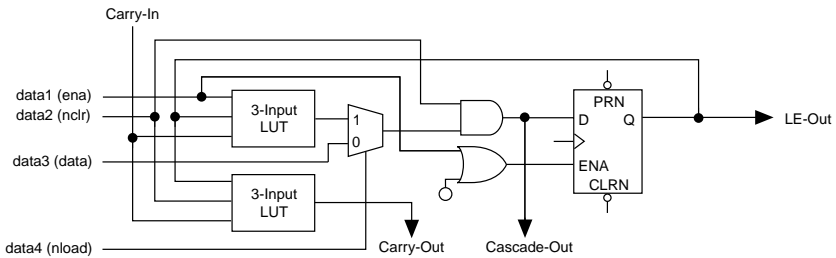 Carry-In
data1 (ena)
data2 (nclr)
3-Input
LUT
1
0
data3 (data)
3-Input
LUT
data4 (nload)
Carry-Out
Cascade-Out
PRN
D
Q
ENA
CLRN
LE-Out